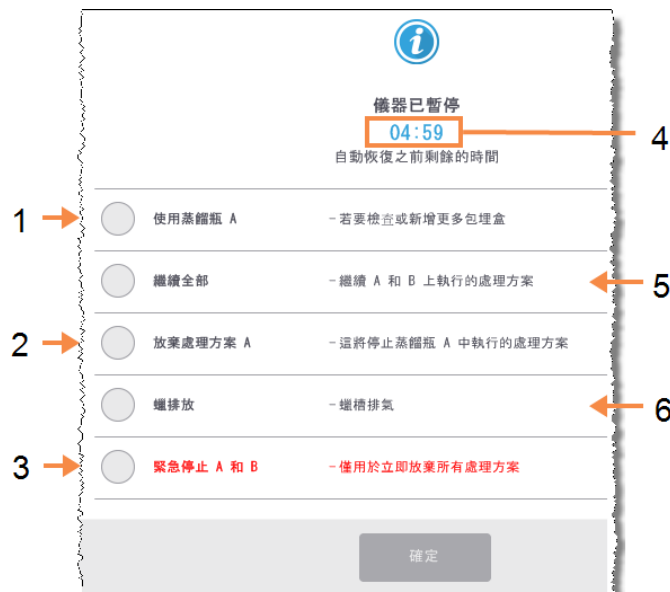 儀器已暫停
04:59
4
自動恢復之前剩餘的時間
1
使用蒸餾瓶 A
-若要檢查或新增更多包埋盒
繼續全部
-繼續 A 和 B 上執行的處理方案
5
2
放棄處理方案 A
-這將停止蒸餾瓶 A 中執行的處理方案
蠟排放
-蠟槽排氣
6
3
緊急停止 A 和 B
-僅用於立即放棄所有處理方案
確定